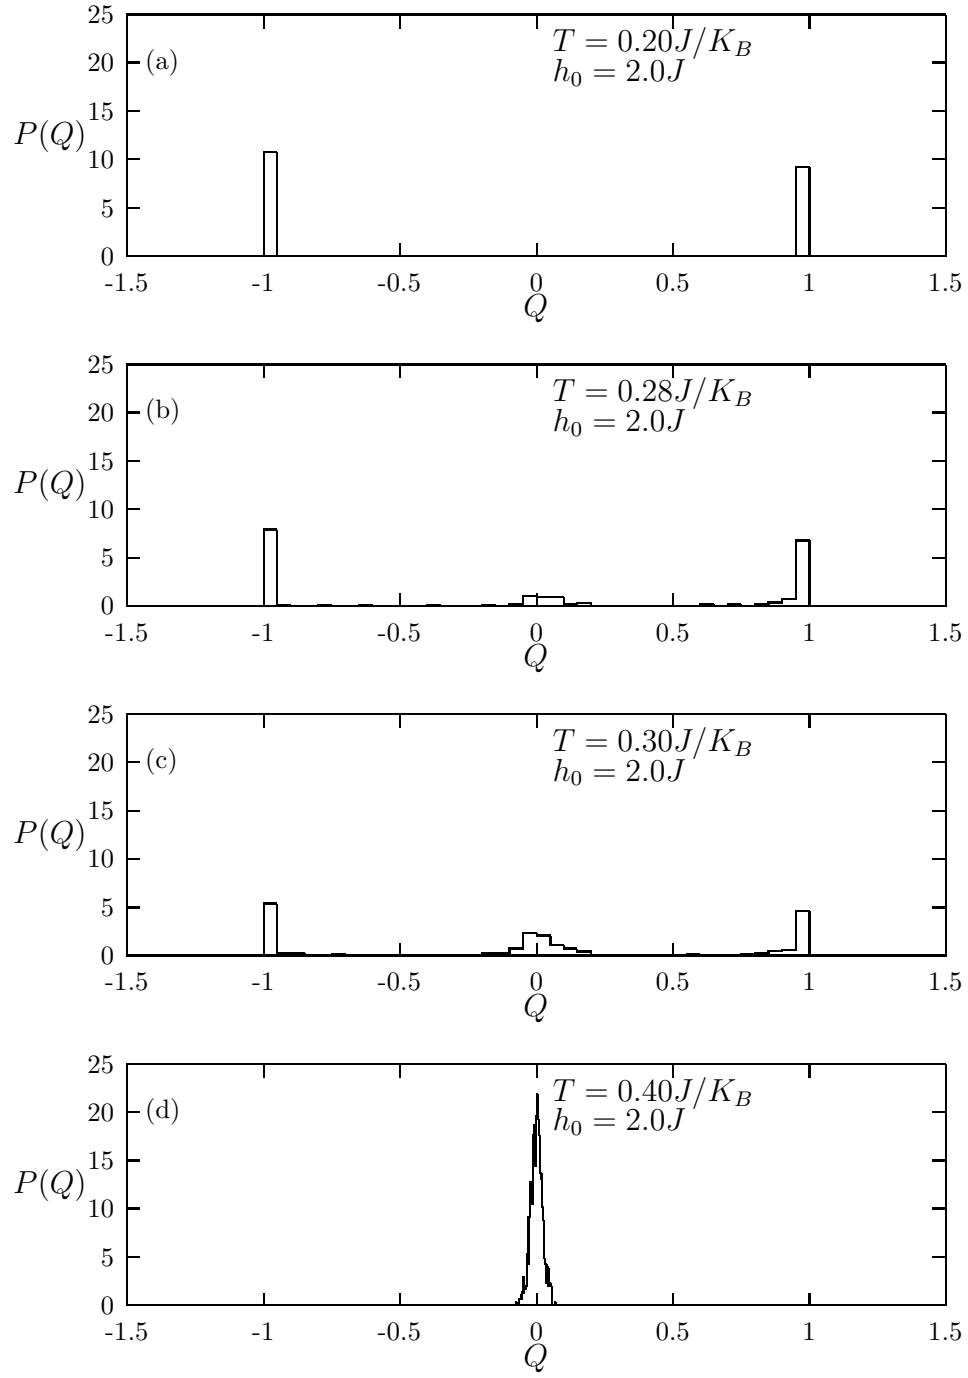 25
20
15
10
5
0
P(Q)
(a)
T = 0.20J/K_B
h_0 = 2.0J
-1.5 -1 -0.5 0 0.5 1 1.5
Q
25
20
15
10
5
0
P(Q)
(b)
T = 0.28J/K_B
h_0 = 2.0J
-1.5 -1 -0.5 0 0.5 1 1.5
Q
25
20
15
10
5
0
P(Q)
(c)
T = 0.30J/K_B
h_0 = 2.0J
-1.5 -1 -0.5 0 0.5 1 1.5
Q
25
20
15
10
5
0
P(Q)
(d)
T = 0.40J/K_B
h_0 = 2.0J
-1.5 -1 -0.5 0 0.5 1 1.5
Q